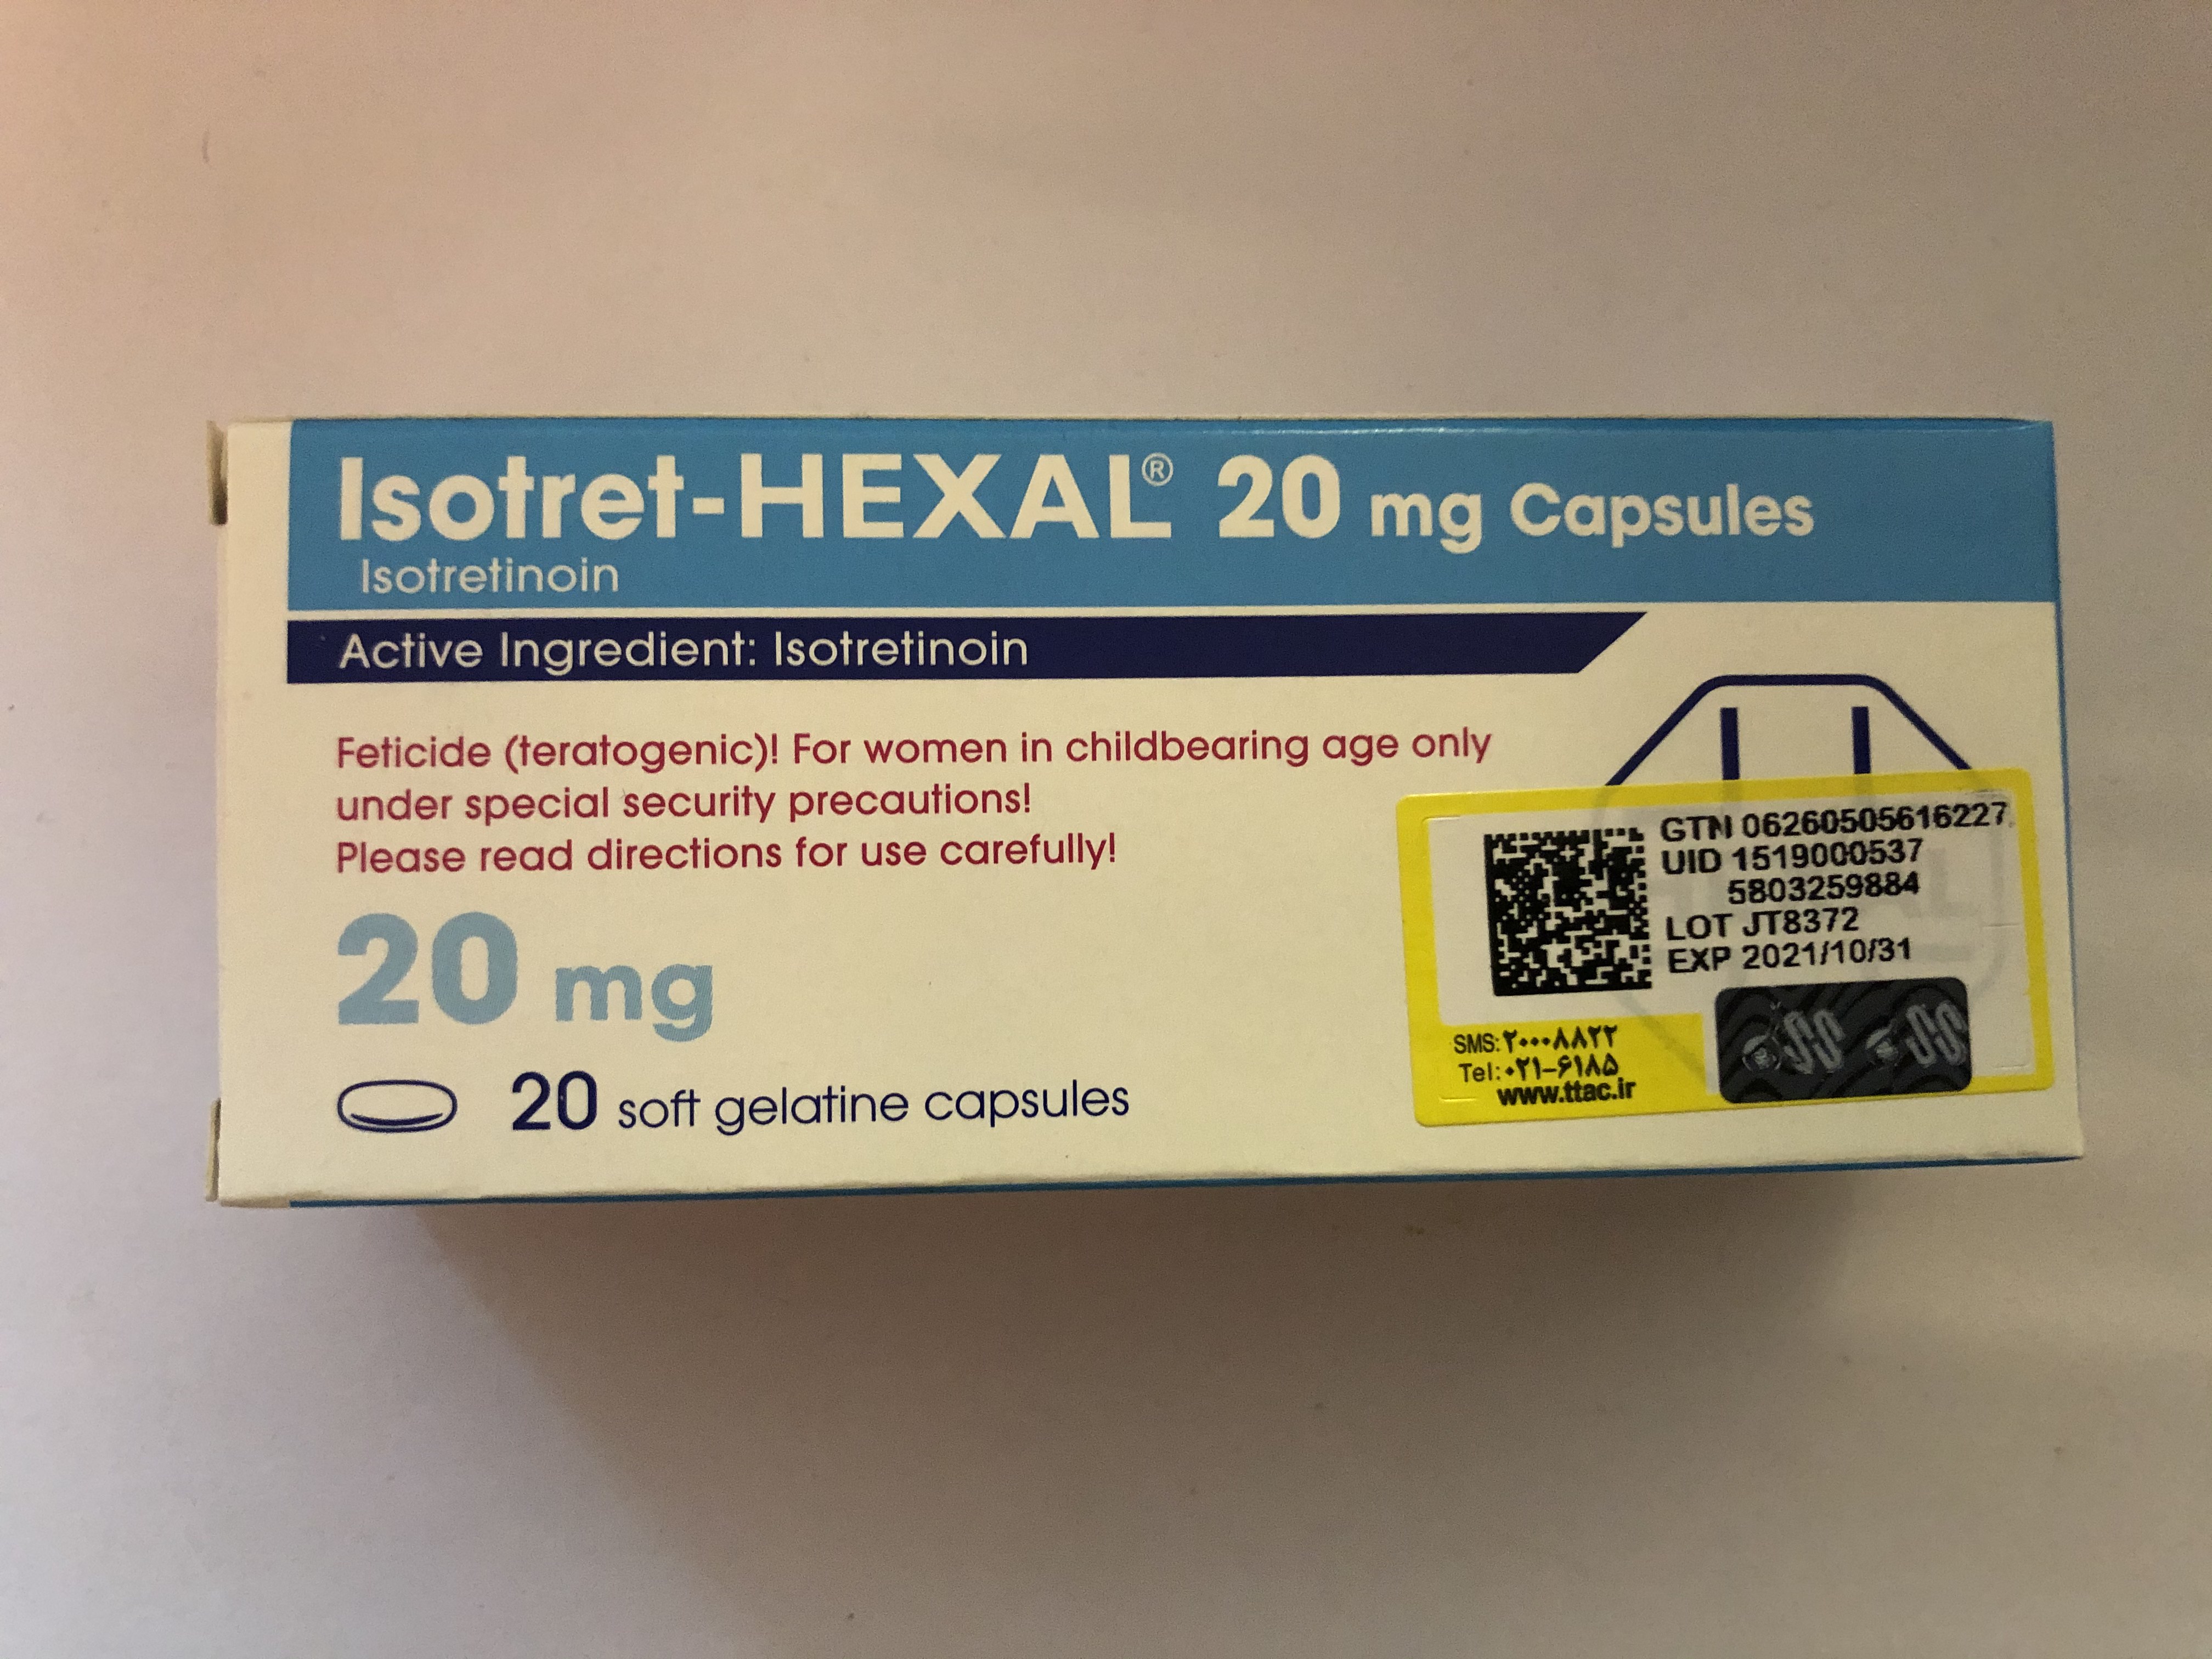 Isotret-HEXAL® 20 mg Capsules
Isotretinoin
Active Ingredient: Isotretinoin
Feticide (teratogenic)! For women in childbearing age only
under special security precautions!
Please read directions for use carefully!
20 mg
20 soft gelatine capsules
GTN 06260505616227
UID 1519000537
5803259884
LOT JT8372
EXP 2021/10/31
SMS:۲۰۰۰۸۸۲۲
Tel:۰۲۱-۶۱۸۵
www.ttac.ir